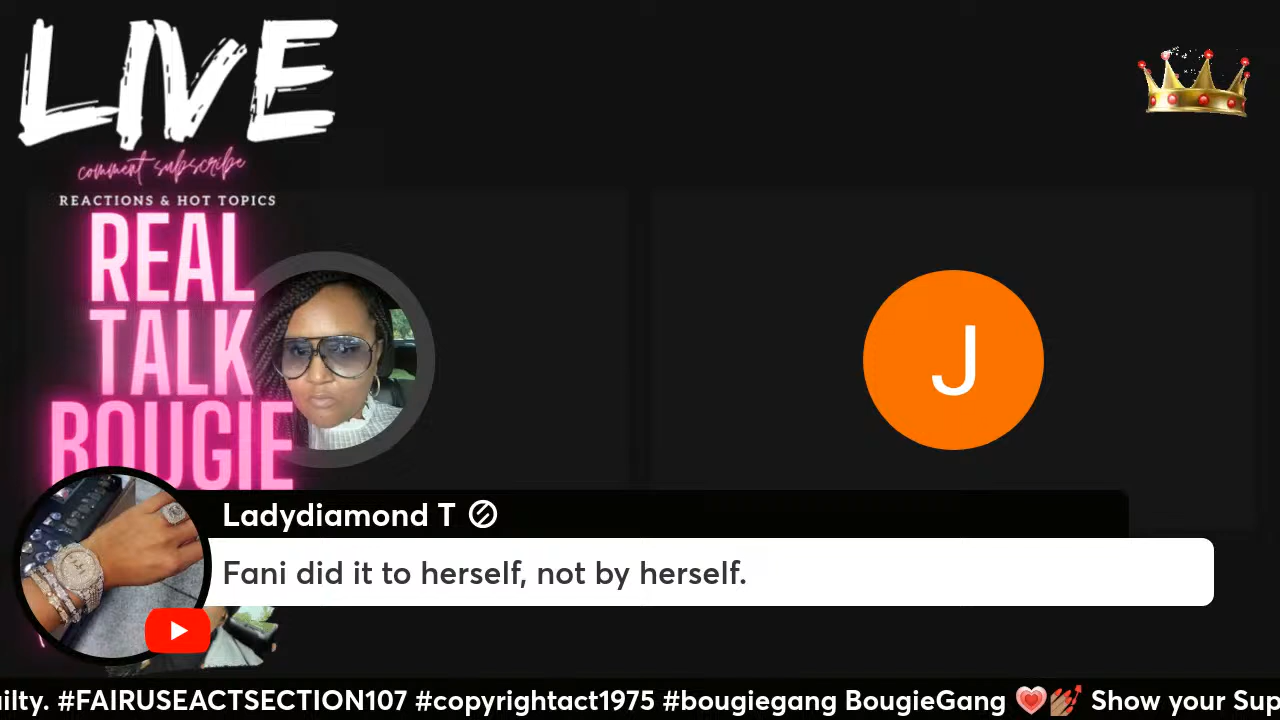 LIVE
comment subscribe
REACTIONS & HOT TOPICS
REAL
TALK
BOUGIE
J
Ladydiamond T
Fani did it to herself, not by herself.
ilty. #FAIRUSEACTSECTION107 #copyrightact1975 #bougiegang BougieGang 💗💅🏾 Show your Sup